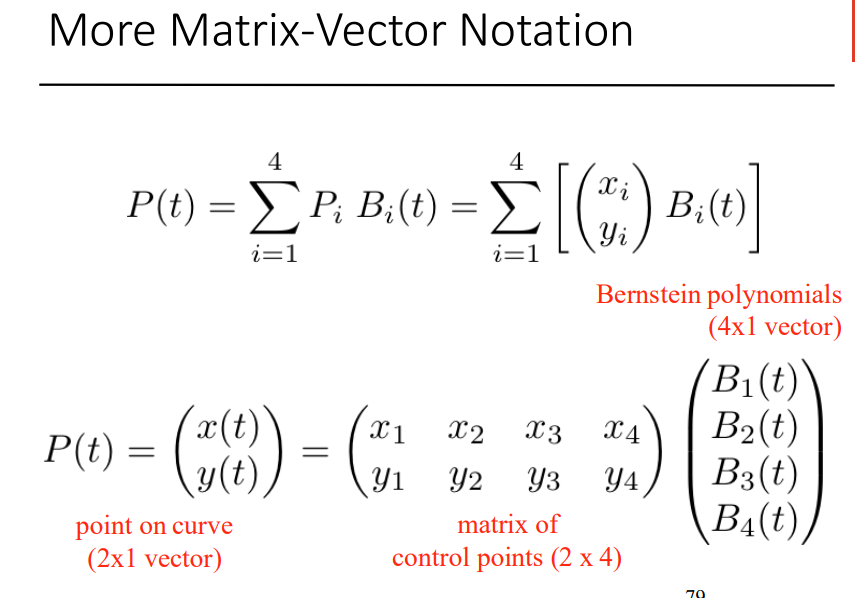 More Matrix-Vector Notation
P(t) = \sum_{i=1}^{4} P_i B_i(t) = \sum_{i=1}^{4} \left[ \begin{pmatrix} x_i \\ y_i \end{pmatrix} B_i(t) \right]
Bernstein polynomials
(4x1 vector)
P(t) = \begin{pmatrix} x(t) \\ y(t) \end{pmatrix} = \begin{pmatrix} x_1 & x_2 & x_3 & x_4 \\ y_1 & y_2 & y_3 & y_4 \end{pmatrix} \begin{pmatrix} B_1(t) \\ B_2(t) \\ B_3(t) \\ B_4(t) \end{pmatrix}
point on curve
(2x1 vector)
matrix of
control points (2 x 4)
79